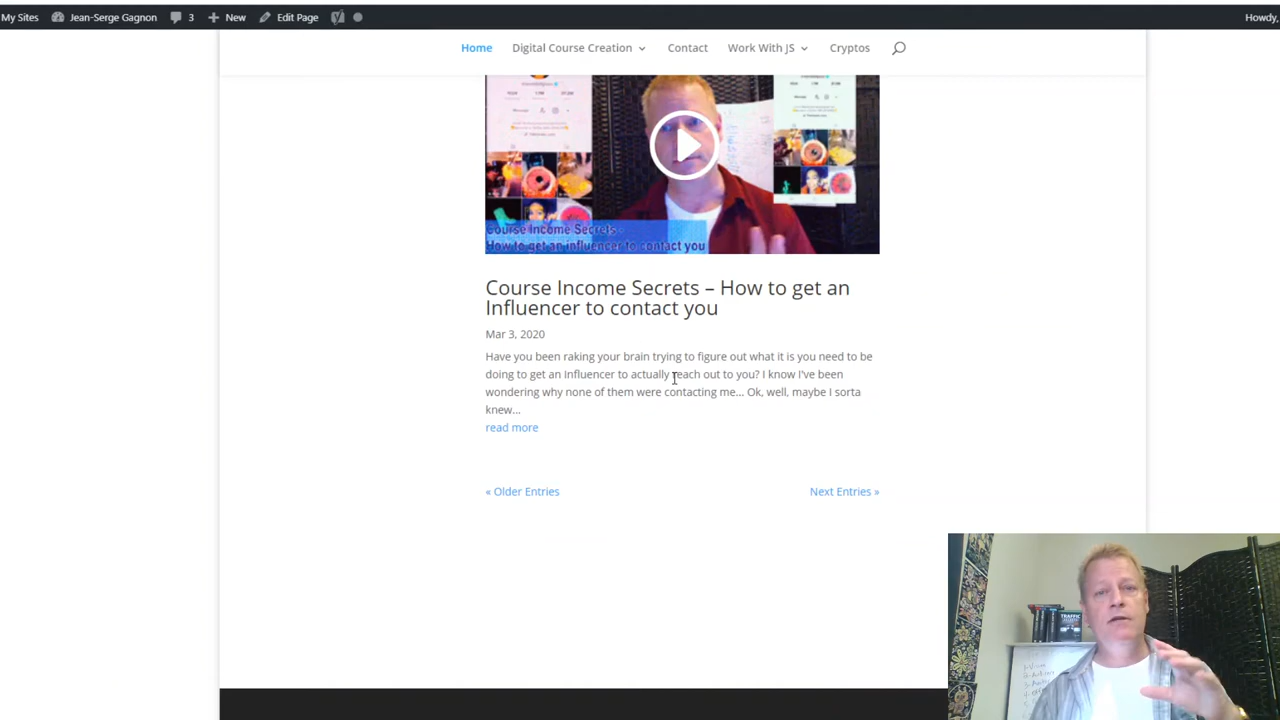 My Sites Jean-Serge Gagnon 3 New Edit Page Howdy,
Home Digital Course Creation Contact Work With JS Cryptos
Course Income Secrets -
How to get an influencer to contact you
Course Income Secrets – How to get an
Influencer to contact you
Mar 3, 2020
Have you been raking your brain trying to figure out what it is you need to be
doing to get an Influencer to actually reach out to you? I know I've been
wondering why none of them were contacting me... Ok, well, maybe I sorta
knew...
read more
« Older Entries Next Entries »
TRAFFIC